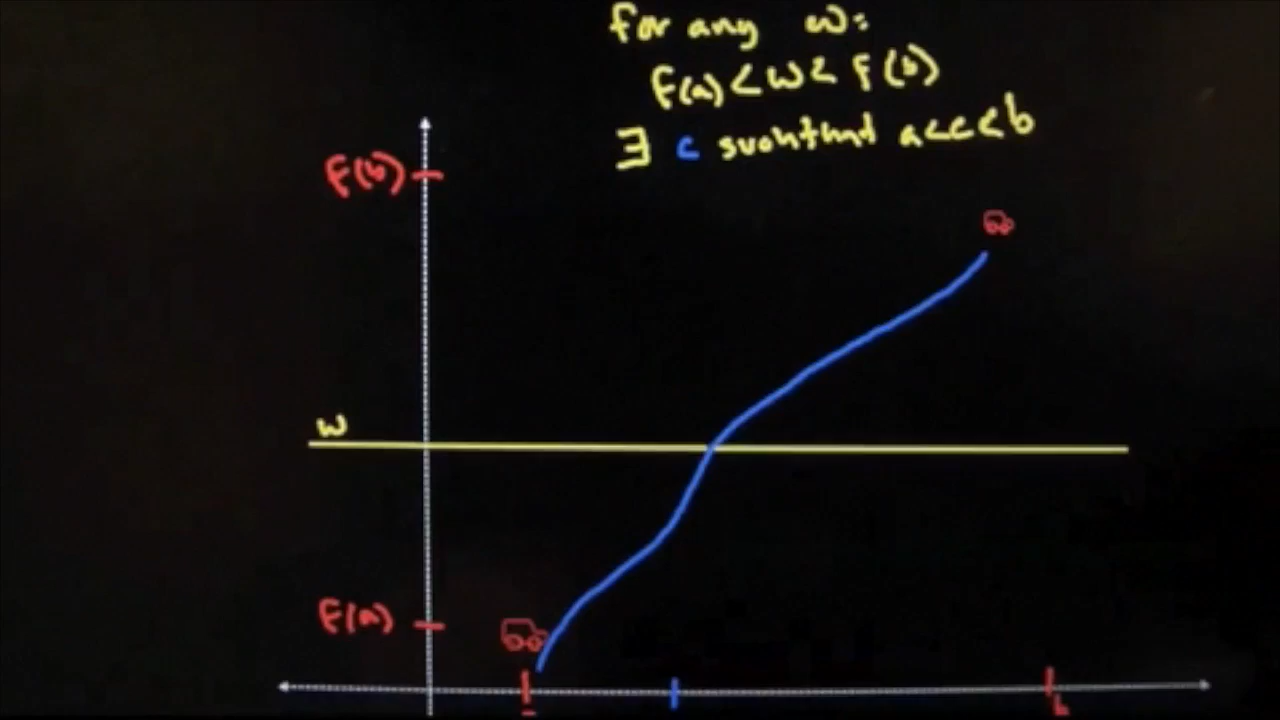 for any w:
f(a) < w < f(b)
∃ c such that a<c<b
f(b)
w
f(a)
b